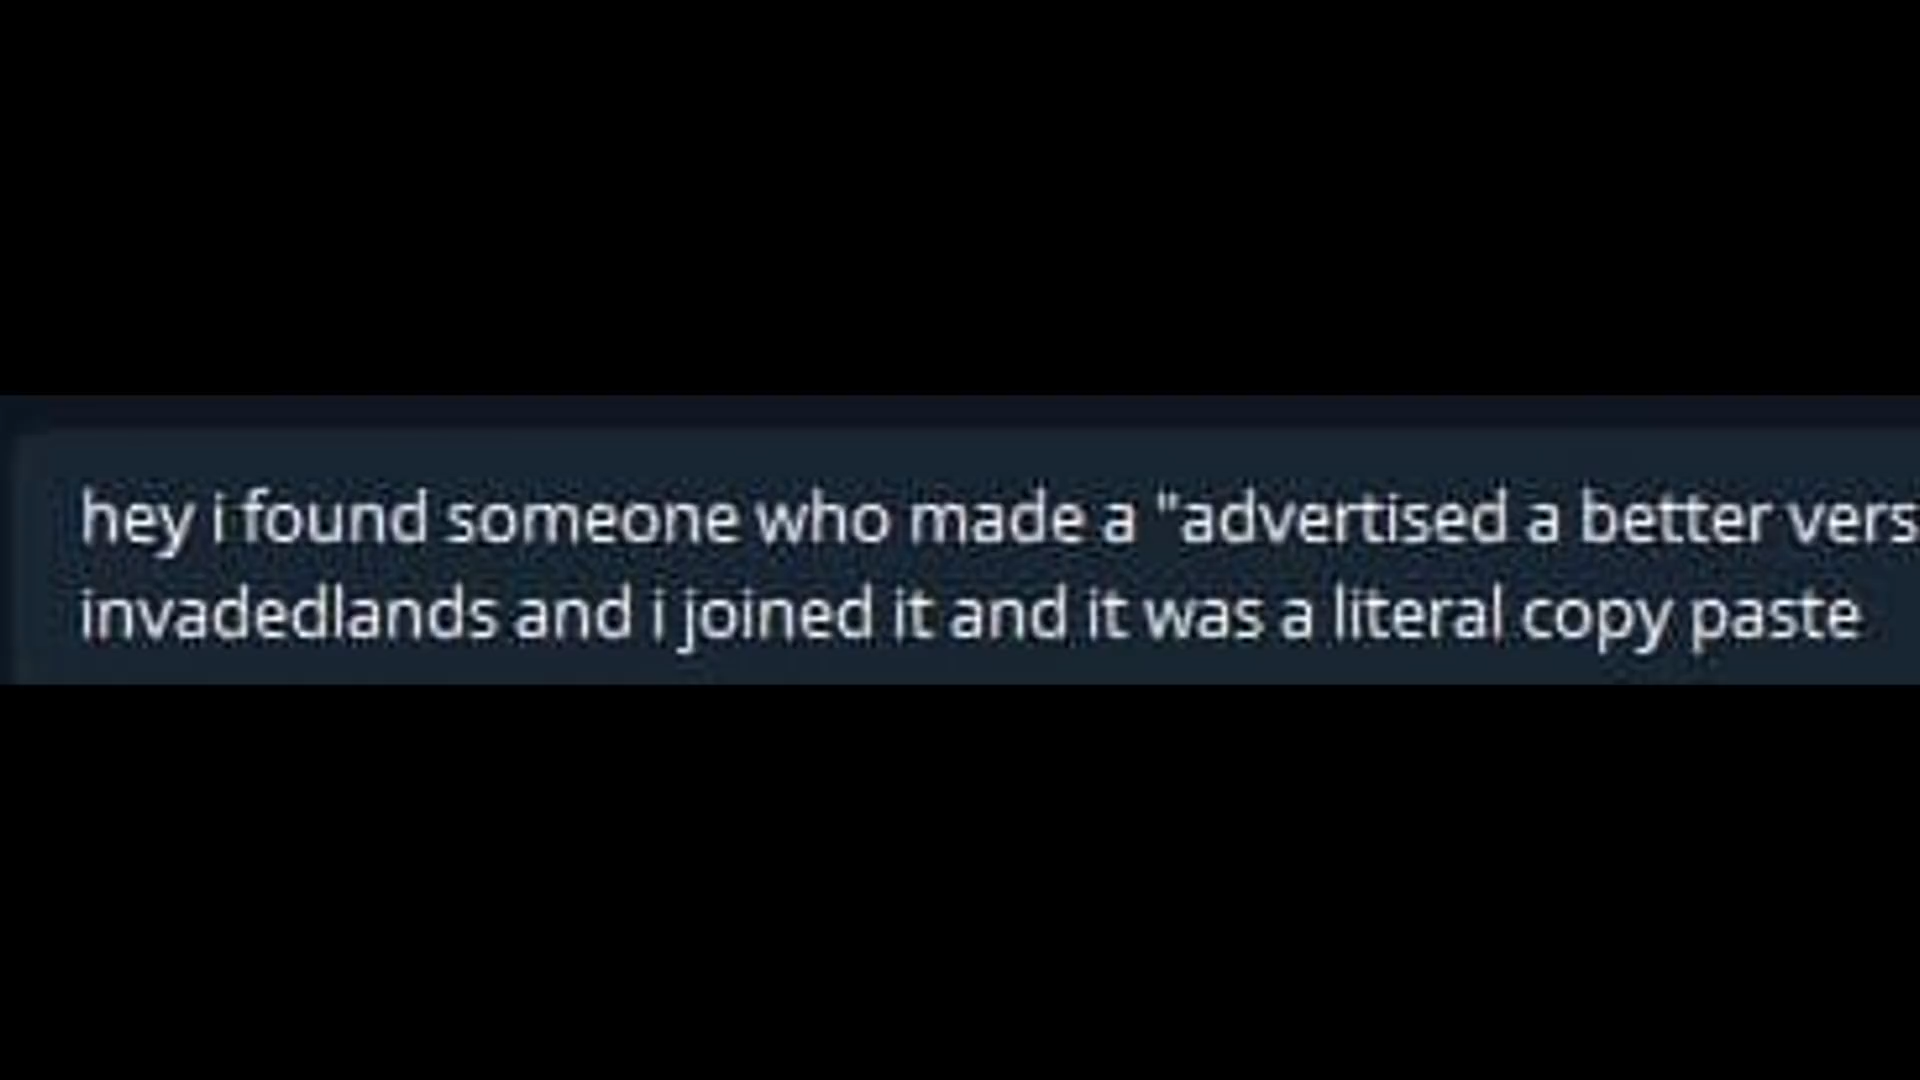 hey i found someone who made a "advertised a better vers
invadedlands and i joined it and it was a literal copy paste